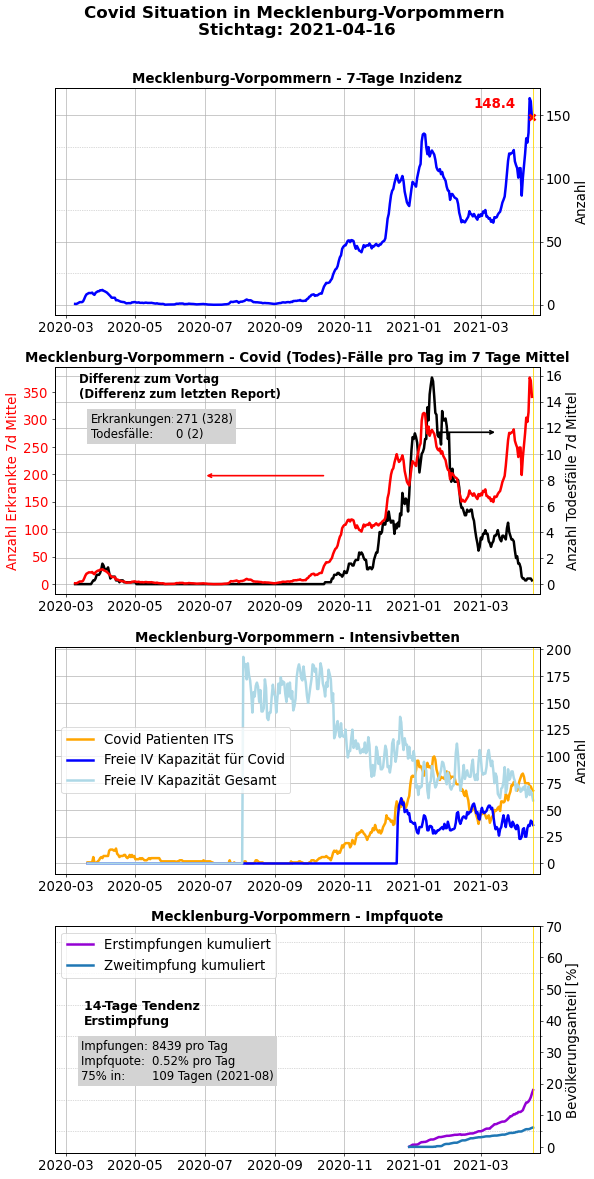 Covid Situation in Mecklenburg-Vorpommern
Stichtag: 2021-04-16
Mecklenburg-Vorpommern - 7-Tage Inzidenz
148.4
150
100
50
0
Anzahl
2020-03 2020-05 2020-07 2020-09 2020-11 2021-01 2021-03
Mecklenburg-Vorpommern - Covid (Todes)-Fälle pro Tag im 7 Tage Mittel
Differenz zum Vortag
(Differenz zum letzten Report)
Erkrankungen: 271 (328)
Todesfälle: 0 (2)
Anzahl Erkrankte 7d Mittel
350
300
250
200
150
100
50
0
16
14
12
10
8
6
4
2
0
Anzahl Todesfälle 7d Mittel
2020-03 2020-05 2020-07 2020-09 2020-11 2021-01 2021-03
Mecklenburg-Vorpommern - Intensivbetten
Covid Patienten ITS
Freie IV Kapazität für Covid
Freie IV Kapazität Gesamt
200
175
150
125
100
75
50
25
0
Anzahl
2020-03 2020-05 2020-07 2020-09 2020-11 2021-01 2021-03
Mecklenburg-Vorpommern - Impfquote
Erstimpfungen kumuliert
Zweitimpfung kumuliert
14-Tage Tendenz
Erstimpfung
Impfungen: 8439 pro Tag
Impfquote: 0.52% pro Tag
75% in: 109 Tagen (2021-08)
70
60
50
40
30
20
10
0
Bevölkerungsanteil [%]
2020-03 2020-05 2020-07 2020-09 2020-11 2021-01 2021-03